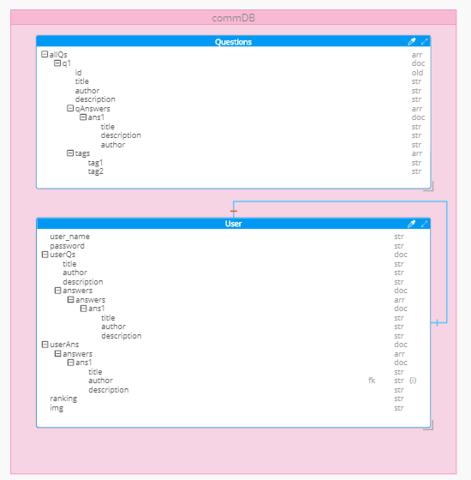 commDB
Questions
allQs arr
q1 doc
id oId
title str
author str
description str
qAnswers arr
ans1 doc
title str
description str
author str
tags arr
tag1 str
tag2 str
User
user_name str
password str
userQs doc
title str
author str
description str
answers doc
answers arr
ans1 doc
title str
author str
description str
userAns doc
answers arr
ans1 doc
title str
author fk str (i)
description str
ranking str
img str